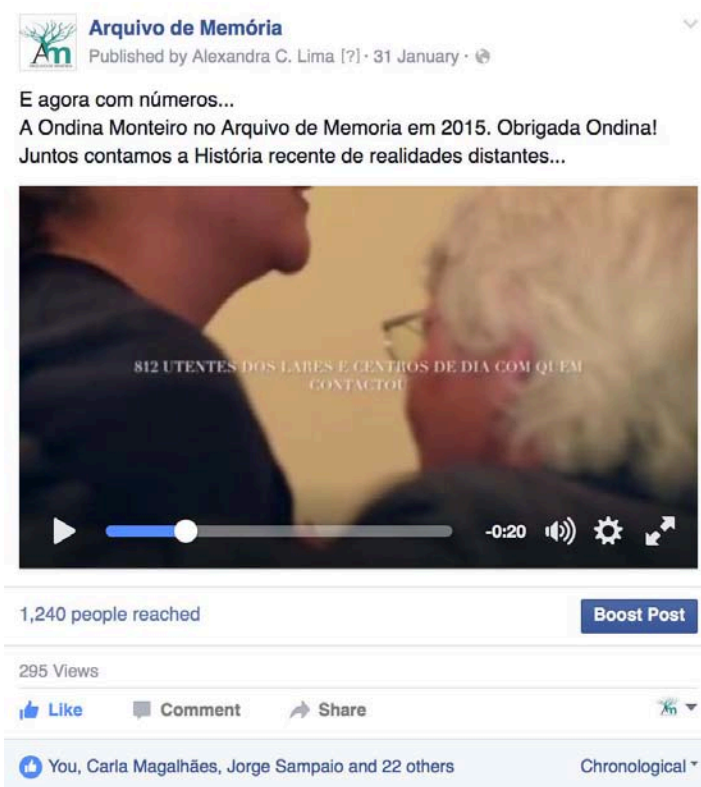 Am
Arquivo de Memória
Published by Alexandra C. Lima [?] · 31 January ·
E agora com números...
A Ondina Monteiro no Arquivo de Memoria em 2015. Obrigada Ondina!
Juntos contamos a História recente de realidades distantes...
812 UTENTES DOS LARES E CENTROS DE DIA COM QUEM
CONTACTOU
-0:20
1,240 people reached
Boost Post
295 Views
Like Comment Share
Am
You, Carla Magalhães, Jorge Sampaio and 22 others
Chronological